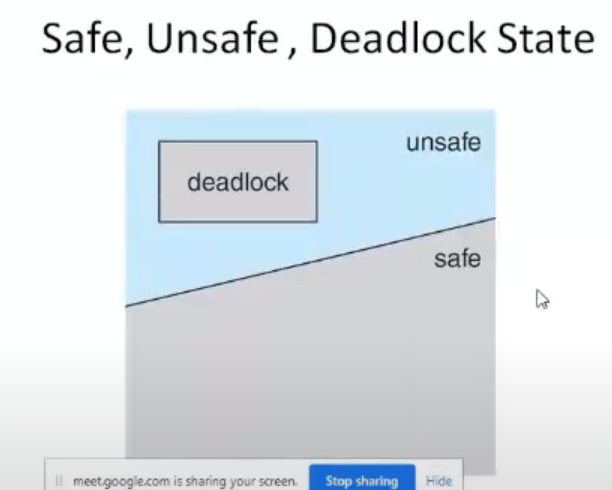 Safe, Unsafe , Deadlock State
unsafe
deadlock
safe
meet.google.com is sharing your screen. Stop sharing Hide